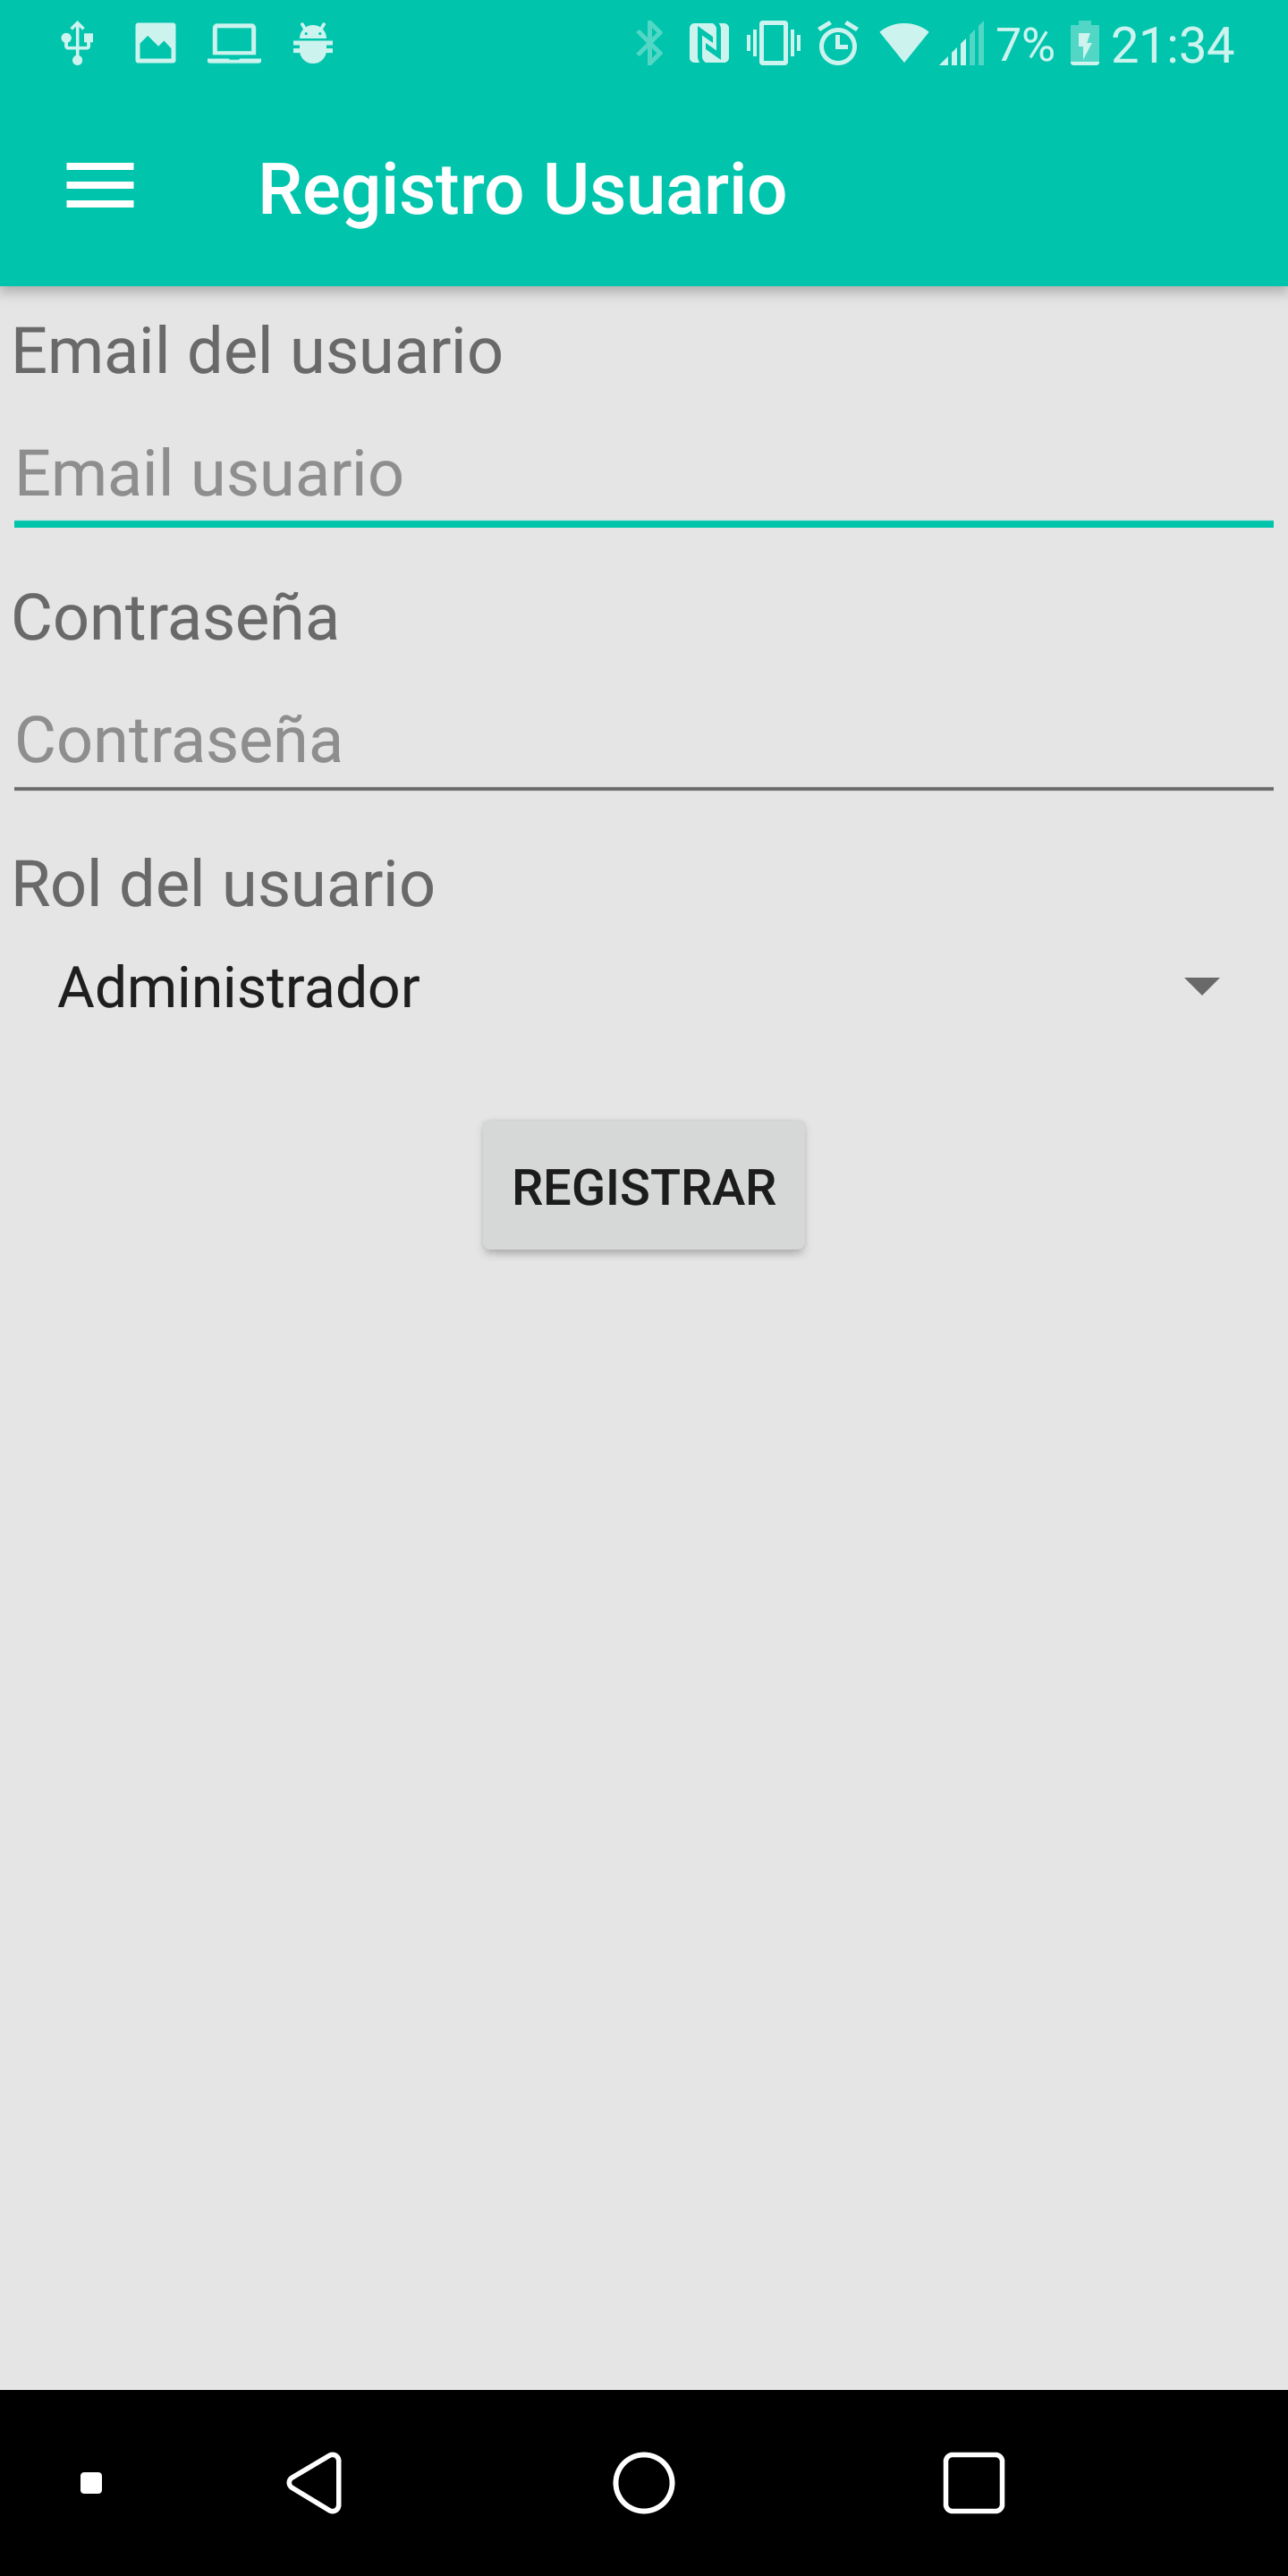 7% 21:34
Registro Usuario
Email del usuario
Email usuario
Contraseña
Contraseña
Rol del usuario
Administrador
REGISTRAR